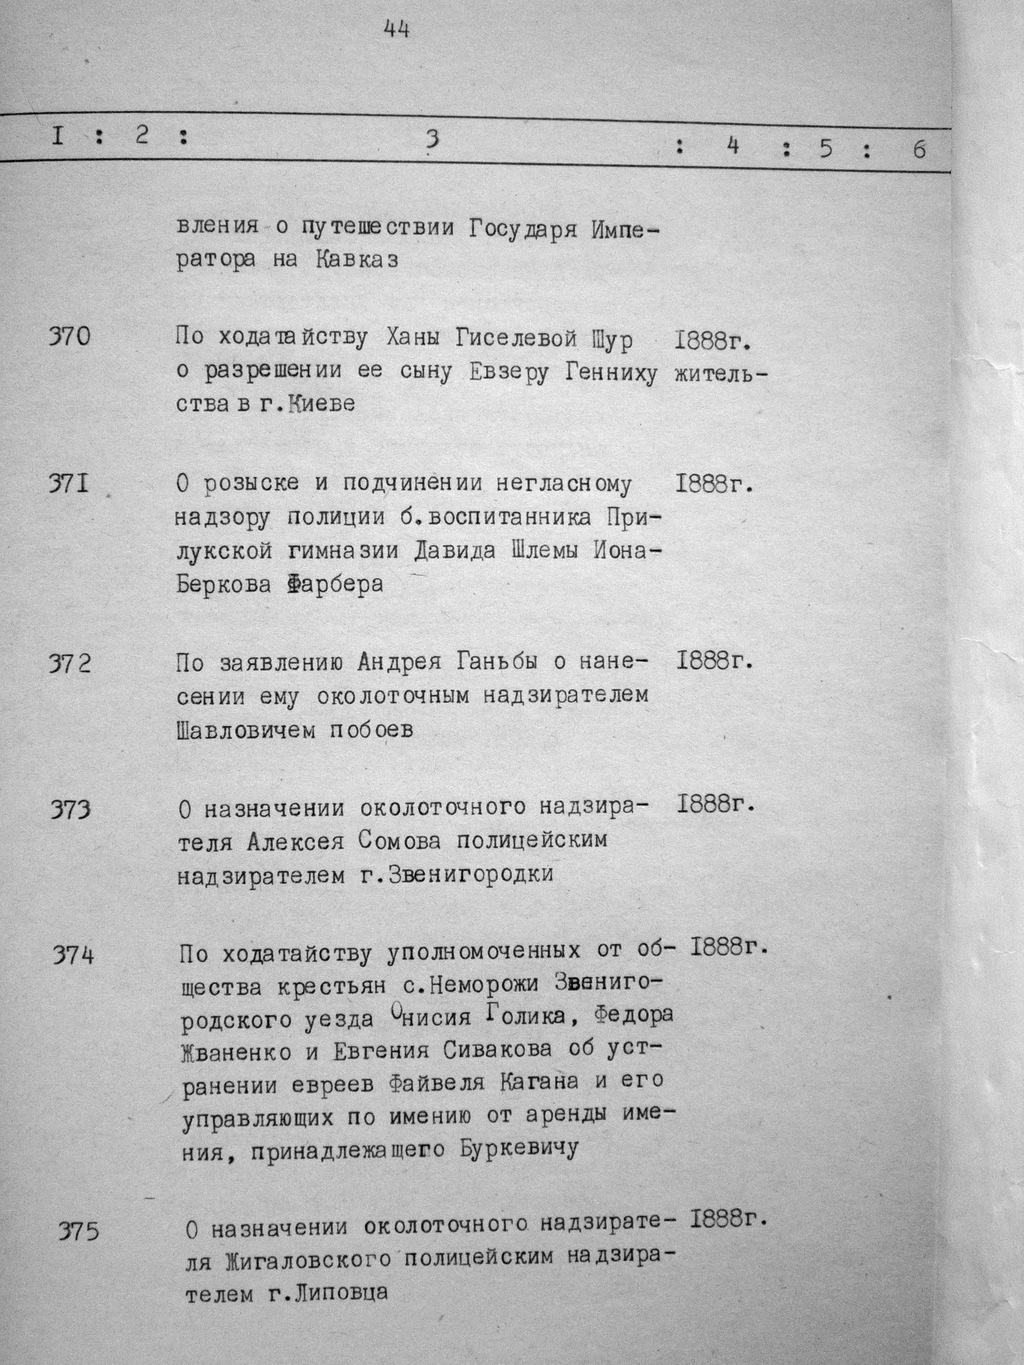 44
I : 2 : 3 : 4 : 5 : 6
вления о путешествии Государя Импе-
ратора на Кавказ
370 По ходатайству Ханы Гиселевой Шур 1888г.
о разрешении ее сыну Евзеру Генниху житель-
ства в г.Киеве
371 О розыске и подчинении негласному 1888г.
надзору полиции б.воспитанника При-
лукской гимназии Давида Шлемы Иона-
Беркова Фарбера
372 По заявлению Андрея Ганьбы о нане- 1888г.
сении ему околоточным надзирателем
Шавловичем побоев
373 О назначении околоточного надзира- 1888г.
теля Алексея Сомова полицейским
надзирателем г.Звенигородки
374 По ходатайству уполномоченных от об- 1888г.
щества крестьян с.Неморожи Звениго-
родского уезда Онисия Голика, Федора
Жваненко и Евгения Сивакова об уст-
ранении евреев Файвеля Кагана и его
управляющих по имению от аренды име-
ния, принадлежащего Буркевичу
375 О назначении околоточного надзирате- 1888г.
ля Жигаловского полицейским надзира-
телем г.Липовца